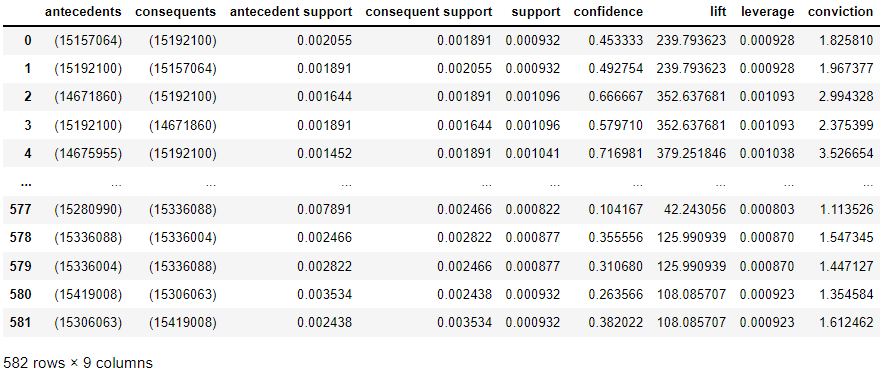 antecedents consequents antecedent support consequent support support confidence lift leverage conviction
0 (15157064) (15192100) 0.002055 0.001891 0.000932 0.453333 239.793623 0.000928 1.825810
1 (15192100) (15157064) 0.001891 0.002055 0.000932 0.492754 239.793623 0.000928 1.967377
2 (14671860) (15192100) 0.001644 0.001891 0.001096 0.666667 352.637681 0.001093 2.994328
3 (15192100) (14671860) 0.001891 0.001644 0.001096 0.579710 352.637681 0.001093 2.375399
4 (14675955) (15192100) 0.001452 0.001891 0.001041 0.716981 379.251846 0.001038 3.526654
... ... ... ... ... ... ... ... ... ...
577 (15280990) (15336088) 0.007891 0.002466 0.000822 0.104167 42.243056 0.000803 1.113526
578 (15336088) (15336004) 0.002466 0.002822 0.000877 0.355556 125.990939 0.000870 1.547345
579 (15336004) (15336088) 0.002822 0.002466 0.000877 0.310680 125.990939 0.000870 1.447127
580 (15419008) (15306063) 0.003534 0.002438 0.000932 0.263566 108.085707 0.000923 1.354584
581 (15306063) (15419008) 0.002438 0.003534 0.000932 0.382022 108.085707 0.000923 1.612462
582 rows × 9 columns